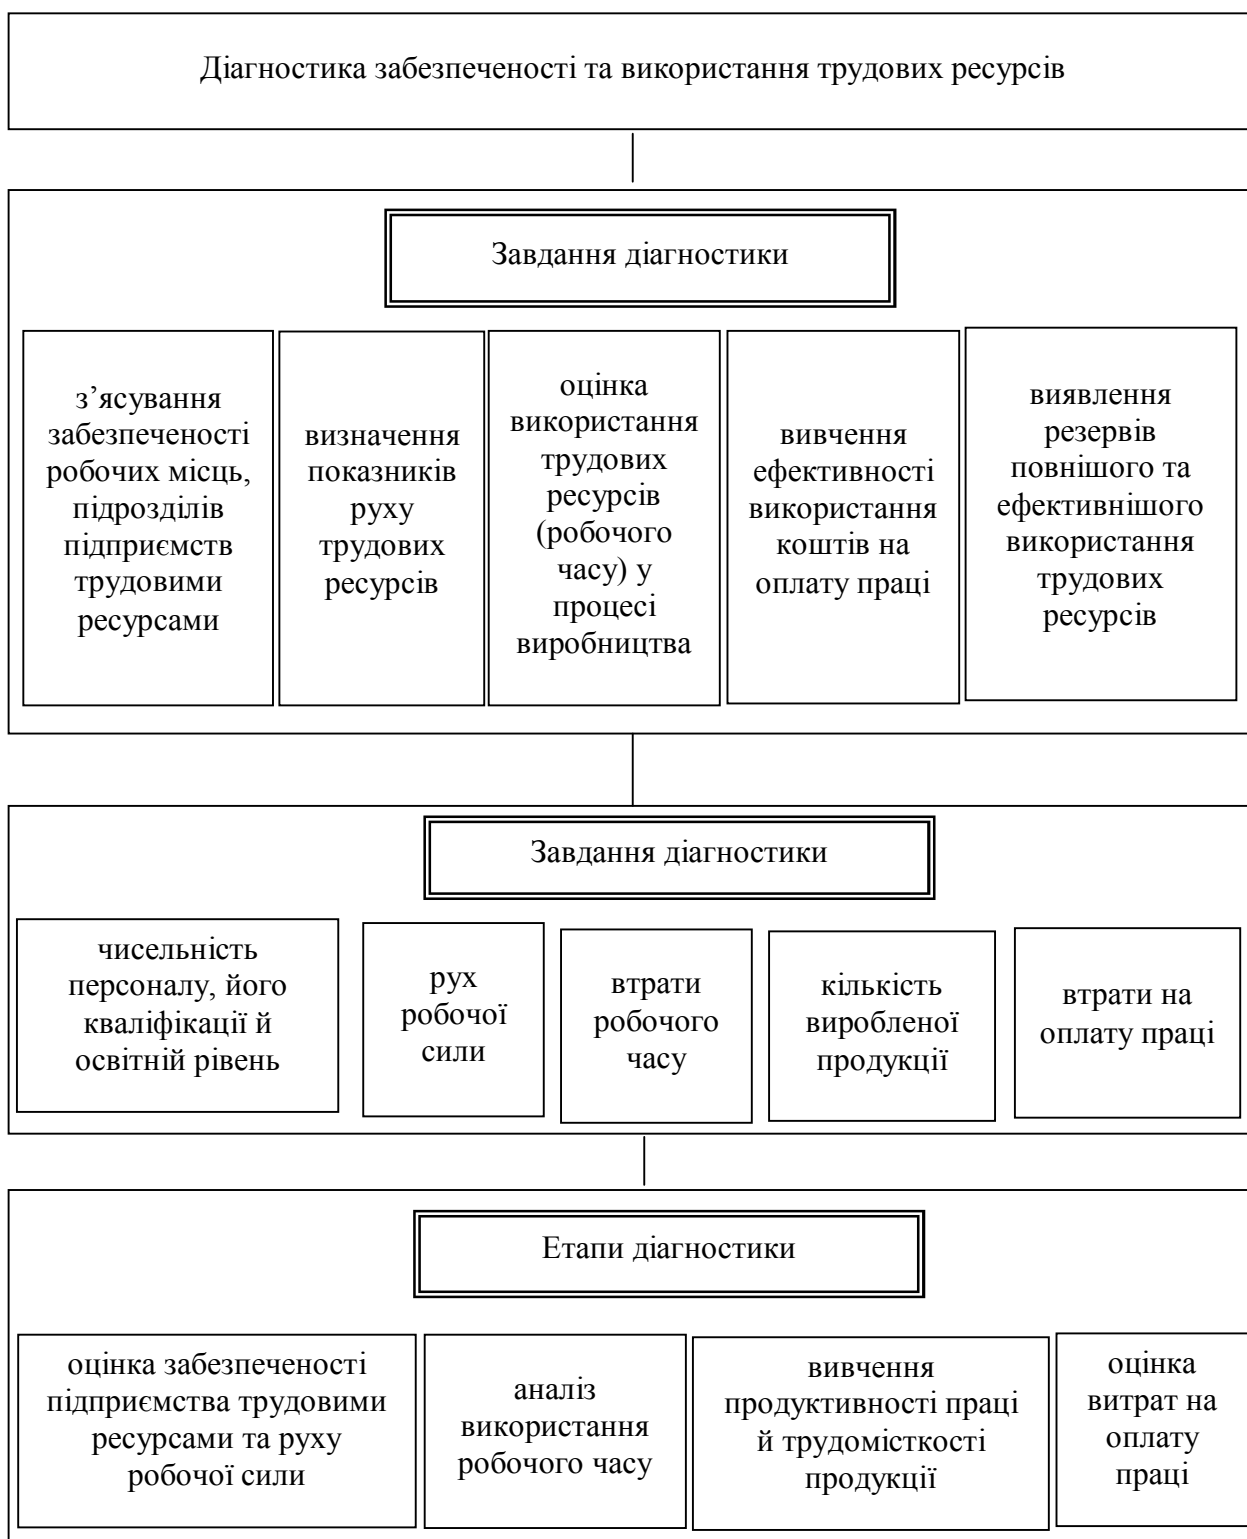 Діагностика забезпеченості та використання трудових ресурсів
Завдання діагностики
з’ясування
забезпеченості
робочих місць,
підрозділів
підприємств
трудовими
ресурсами
визначення
показників
руху
трудових
ресурсів
оцінка
використання
трудових
ресурсів
(робочого
часу) у
процесі
виробництва
вивчення
ефективності
використання
коштів на
оплату праці
виявлення
резервів
повнішого та
ефективнішого
використання
трудових
ресурсів
Завдання діагностики
чисельність
персоналу, його
кваліфікації й
освітній рівень
рух
робочої
сили
втрати
робочого
часу
кількість
виробленої
продукції
втрати на
оплату праці
Етапи діагностики
оцінка забезпеченості
підприємства трудовими
ресурсами та руху
робочої сили
аналіз
використання
робочого часу
вивчення
продуктивності праці
й трудомісткості
продукції
оцінка
витрат на
оплату
праці